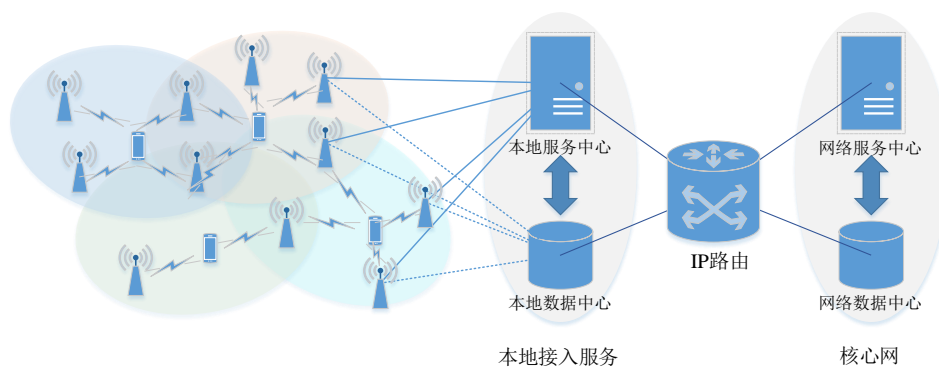 本地服务中心
网络服务中心
IP路由
本地数据中心
网络数据中心
本地接入服务
核心网